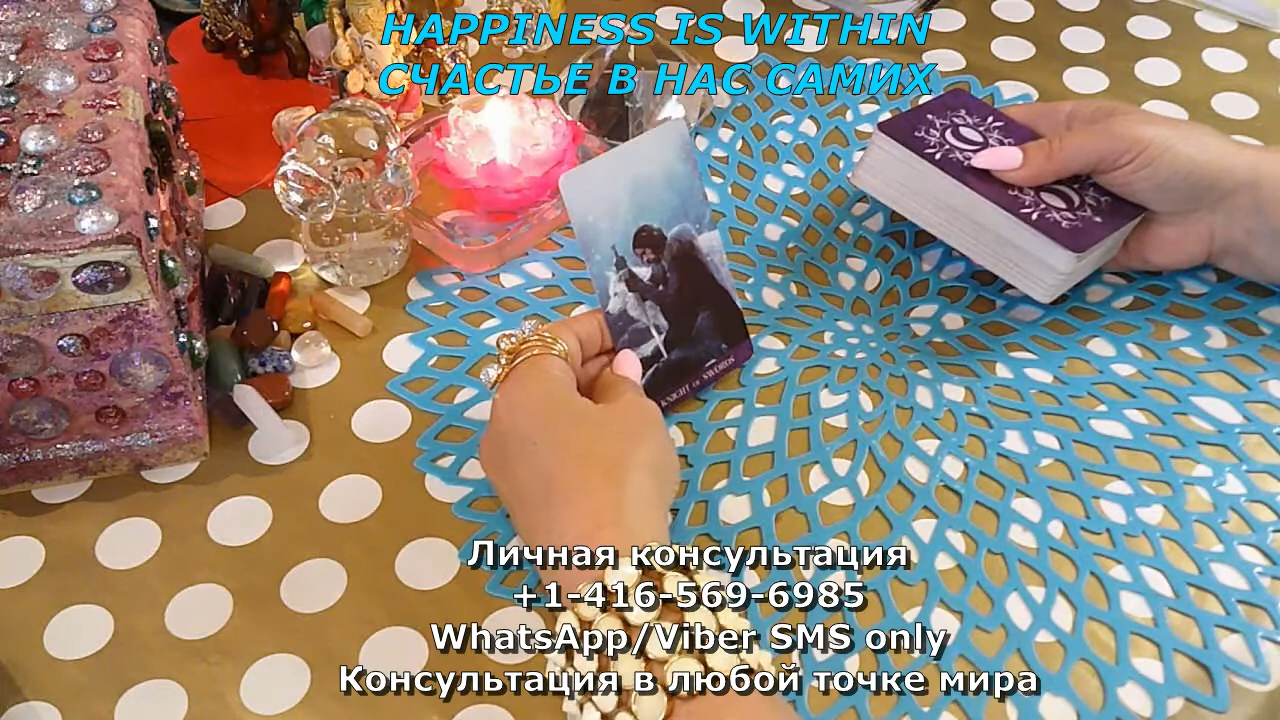 HAPPINESS IS WITHIN
СЧАСТЬЕ В НАС САМИХ
KNIGHT OF SWORDS
Личная консультация
+1-416-569-6985
WhatsApp/Viber SMS only
Консультация в любой точке мира